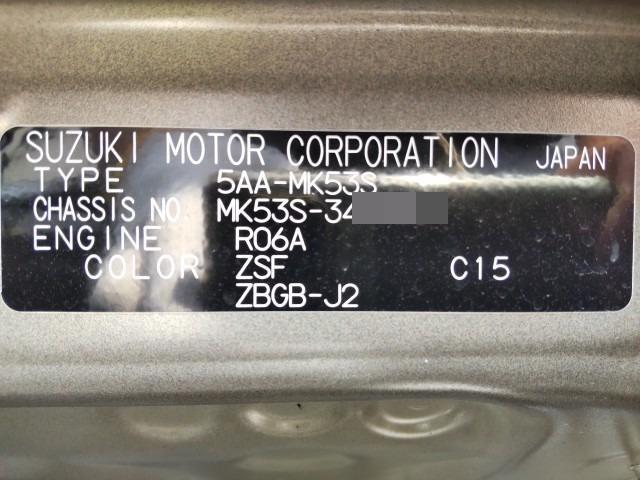 SUZUKI MOTOR CORPORATION JAPAN
TYPE 5AA-MK53S
CHASSIS NO. MK53S-34
ENGINE R06A
COLOR ZSF C15
ZBGB-J2